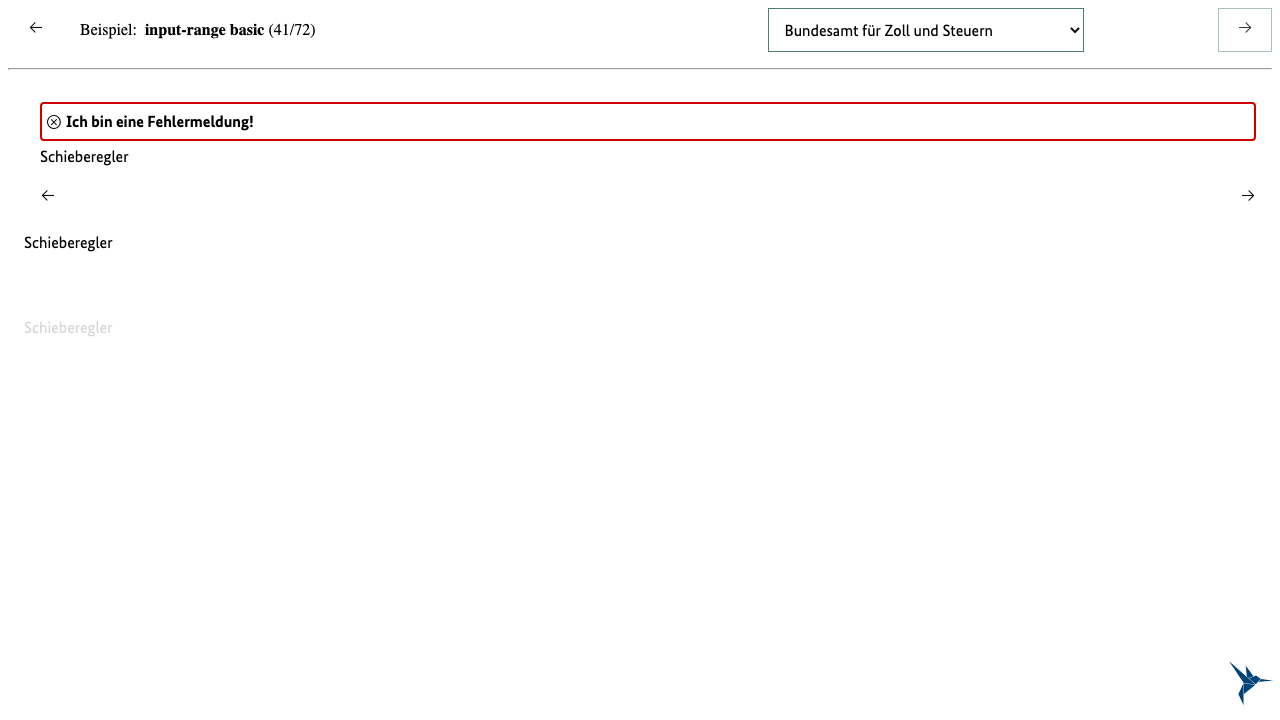 Beispiel: input-range basic (41/72)
Bundesamt für Zoll und Steuern
Ich bin eine Fehlermeldung!
Schieberegler
Schieberegler
Schieberegler